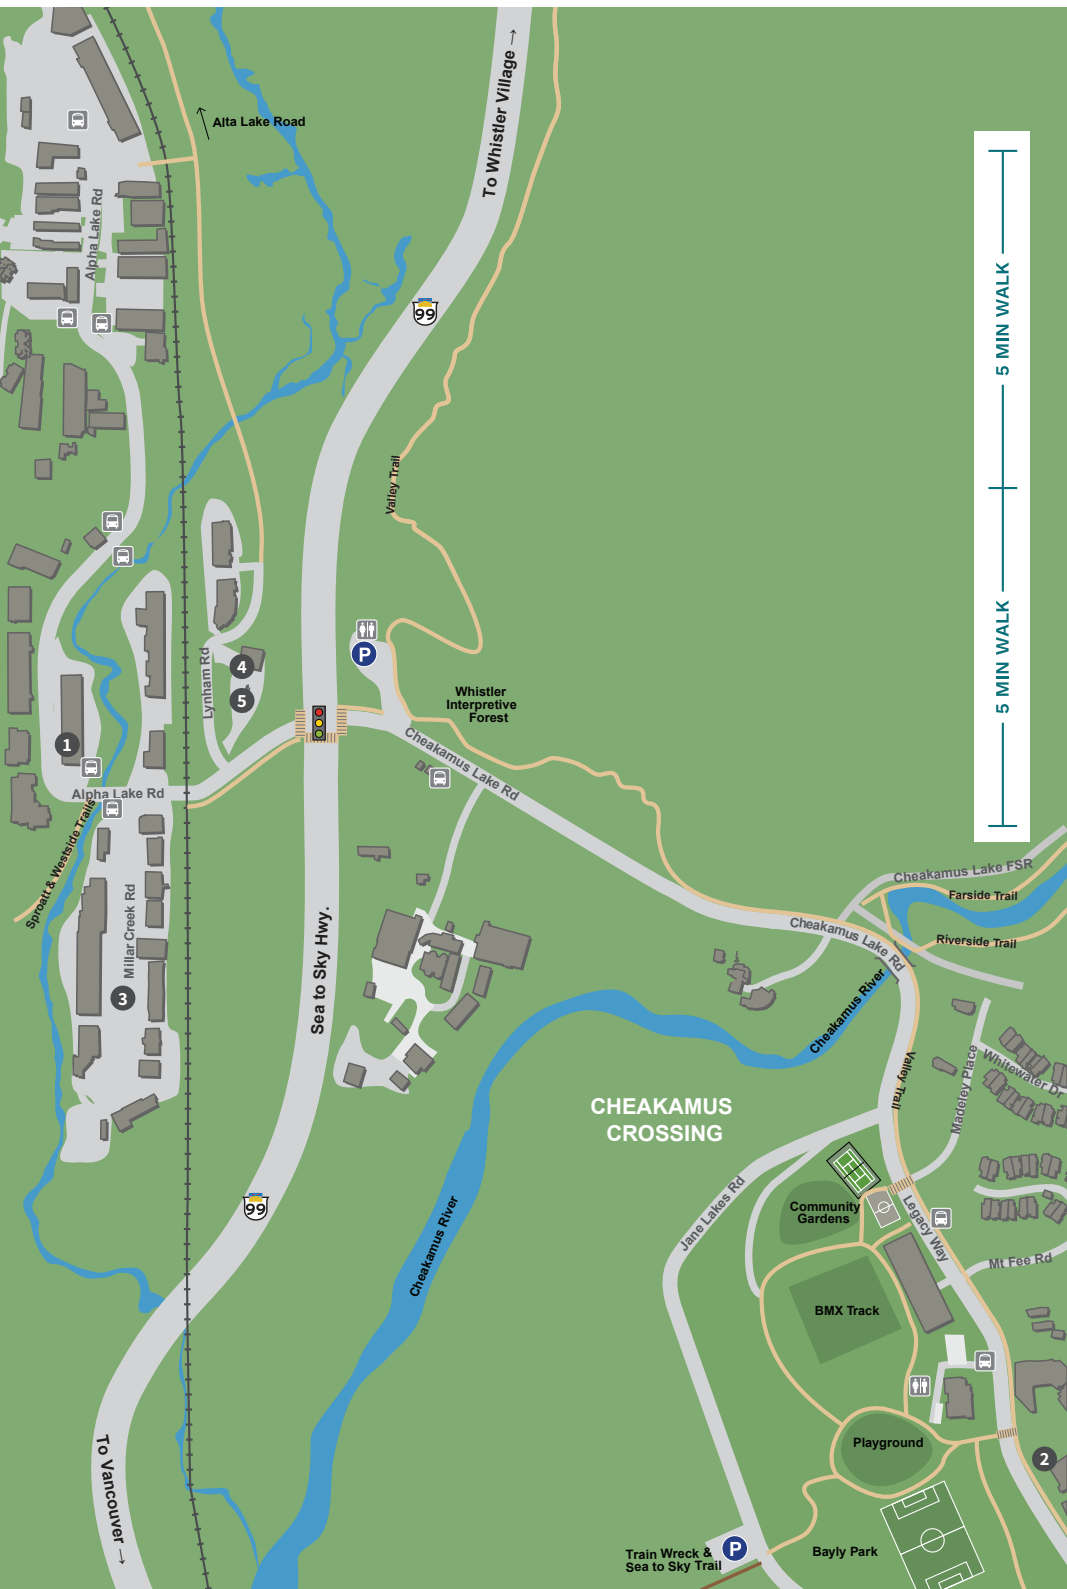 To Whistler Village →
Alta Lake Road
Alpha Lake Rd
99
5 MIN WALK
Valley Trail
5 MIN WALK
Lynham Rd
4
5
P
Whistler
Interpretive
Forest
1
Alpha Lake Rd
Cheakamus Lake Rd
Sproatt & Westside Trails
Millar Creek Rd
3
Sea to Sky Hwy.
Cheakamus Lake FSR
Farside Trail
Riverside Trail
Cheakamus Lake Rd
Cheakamus River
Valley Trail
Madeley Place
Whitewater Dr
CHEAKAMUS
CROSSING
Jane Lakes Rd
Community
Gardens
Legacy Way
Mt Fee Rd
99
Cheakamus River
BMX Track
Playground
2
To Vancouver →
Train Wreck &
Sea to Sky Trail
P
Bayly Park